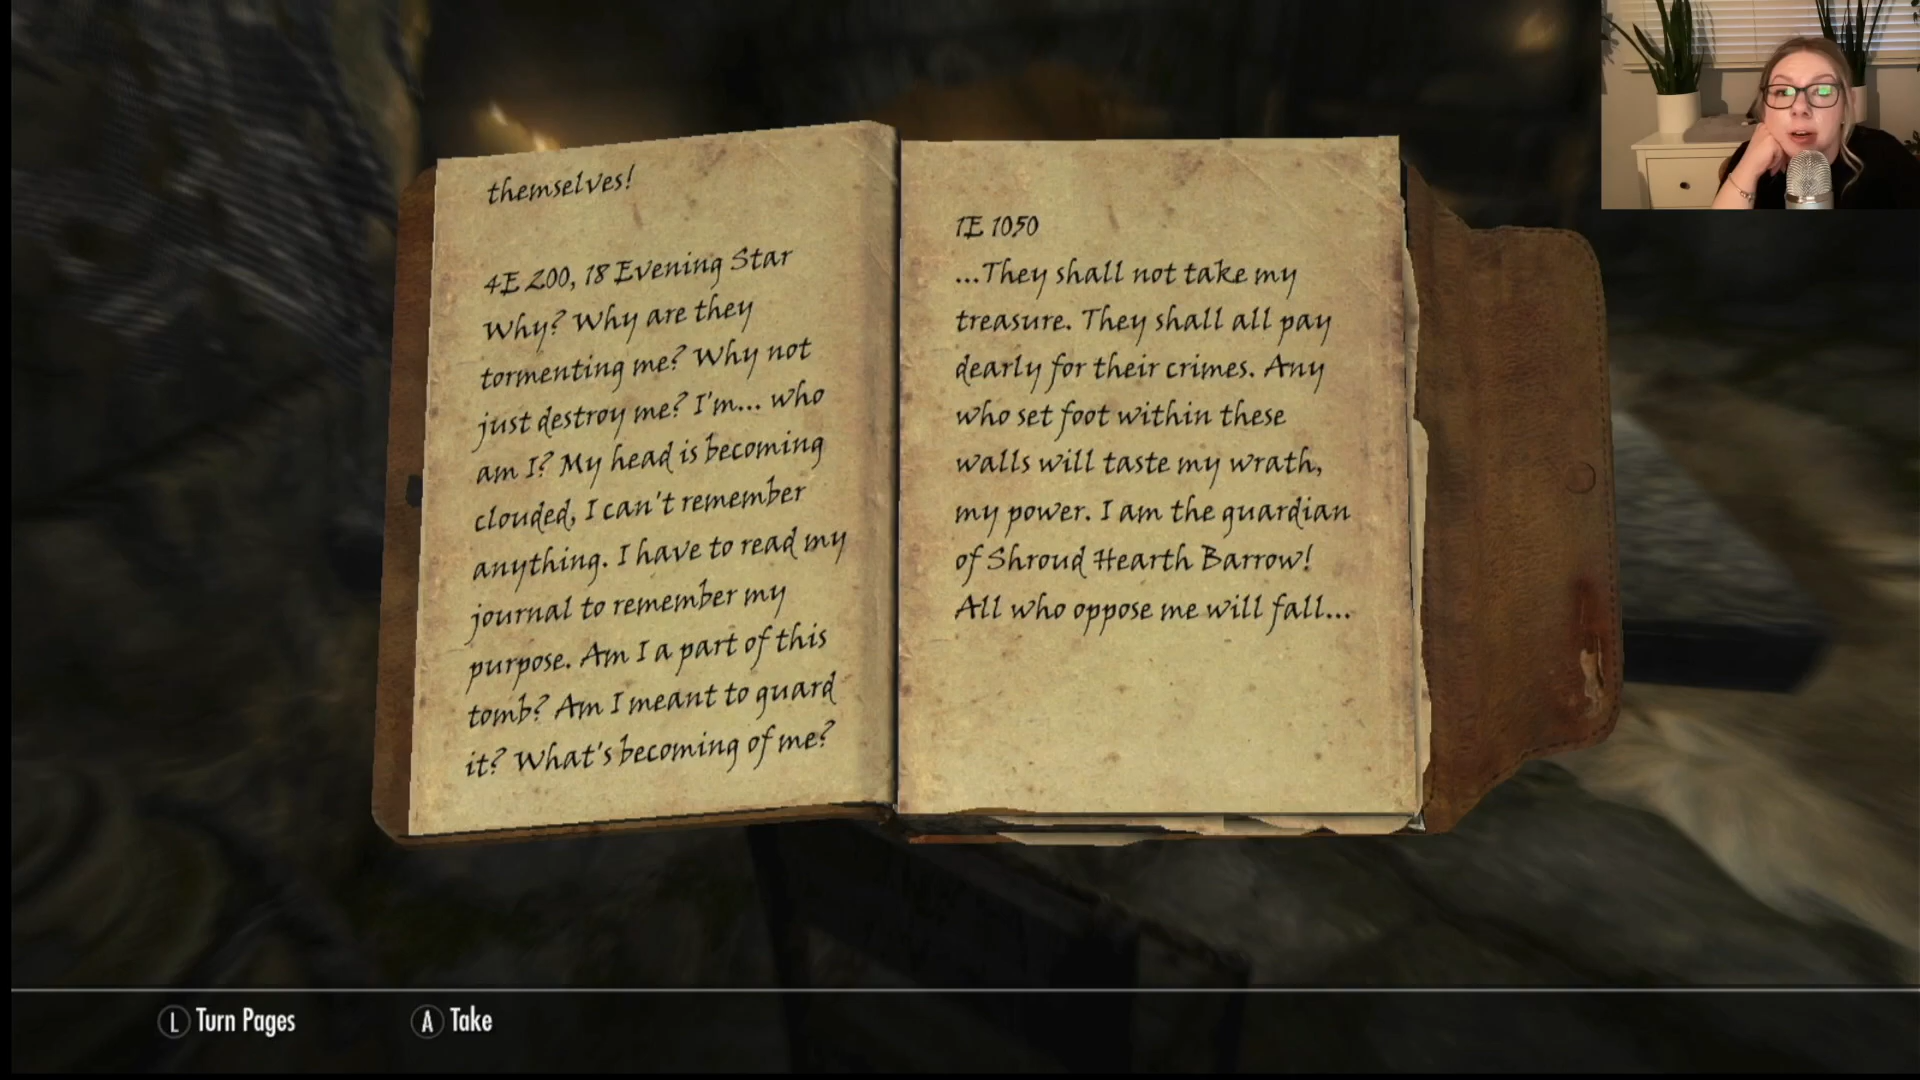 themselves!
4E 200, 18 Evening Star
Why? Why are they
tormenting me? Why not
just destroy me? I'm... who
am I? My head is becoming
clouded, I can't remember
anything. I have to read my
journal to remember my
purpose. Am I a part of this
tomb? Am I meant to guard
it? What's becoming of me?
1E 1050
...They shall not take my
treasure. They shall all pay
dearly for their crimes. Any
who set foot within these
walls will taste my wrath,
my power. I am the guardian
of Shroud Hearth Barrow!
All who oppose me will fall...
L Turn Pages
A Take